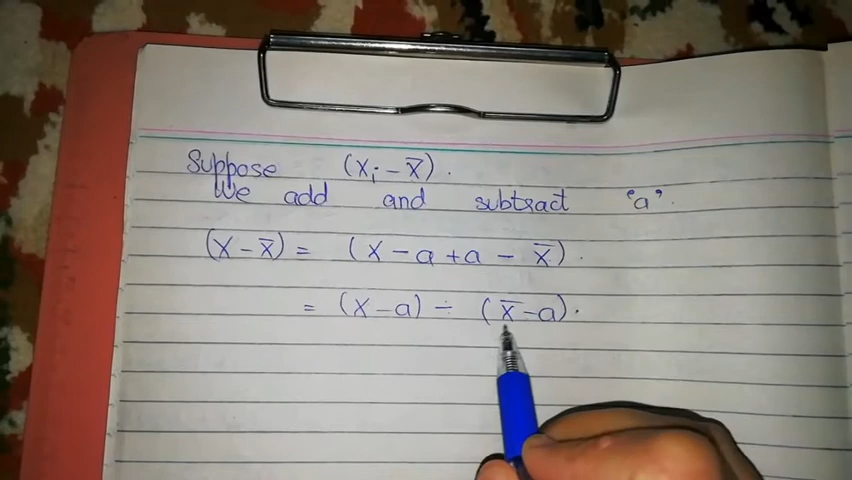 Suppose (Xᵢ - X̅).
We add and subtract 'a'.
(X - X̅) = (X - a + a - X̅).
= (X - a) ÷ (X̅ - a).